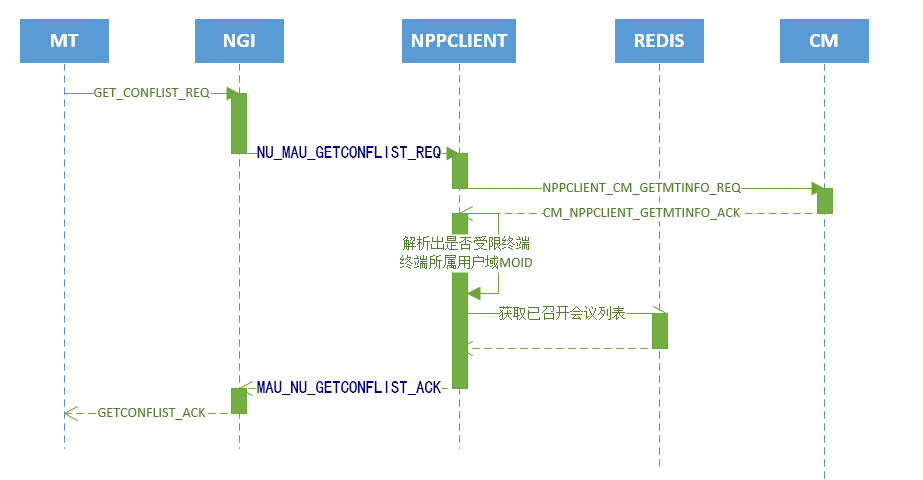 MT
NGI
NPPCLIENT
REDIS
CM
GET_CONFLIST_REQ
NU_MAU_GETCONFLIST_REQ
NPPCLIENT_CM_GETMTINFO_REQ
CM_NPPCLIENT_GETMTINFO_ACK
解析出是否受限终端
终端所属用户域MOID
获取已召开会议列表
MAU_NU_GETCONFLIST_ACK
GETCONFLIST_ACK